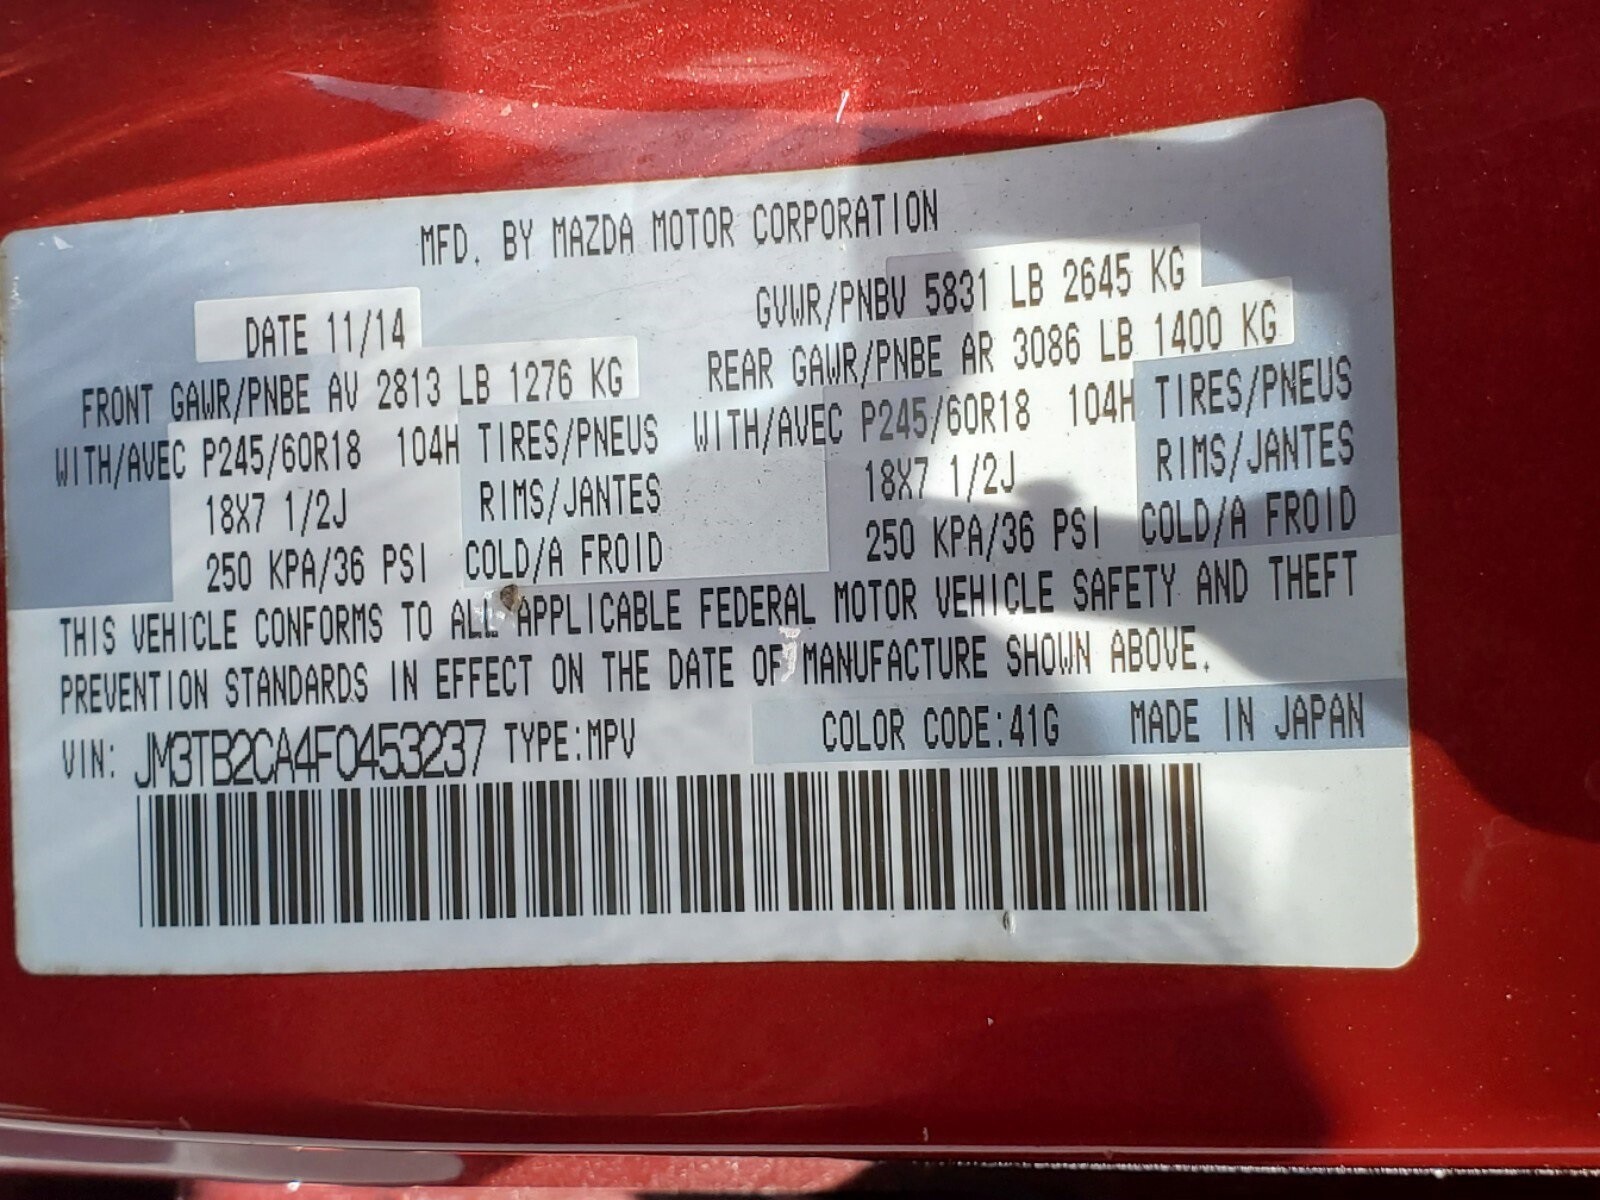 MFD. BY MAZDA MOTOR CORPORATION
DATE 11/14 GVWR/PNBV 5831 LB 2645 KG
FRONT GAWR/PNBE AV 2813 LB 1276 KG REAR GAWR/PNBE AR 3086 LB 1400 KG
WITH/AVEC P245/60R18 104H TIRES/PNEUS WITH/AVEC P245/60R18 104H TIRES/PNEUS
18X7 1/2J RIMS/JANTES 18X7 1/2J RIMS/JANTES
250 KPA/36 PSI COLD/A FROID 250 KPA/36 PSI COLD/A FROID
THIS VEHICLE CONFORMS TO ALL APPLICABLE FEDERAL MOTOR VEHICLE SAFETY AND THEFT
PREVENTION STANDARDS IN EFFECT ON THE DATE OF MANUFACTURE SHOWN ABOVE.
VIN: JM3TB2CA4F0453237 TYPE:MPV COLOR CODE:41G MADE IN JAPAN